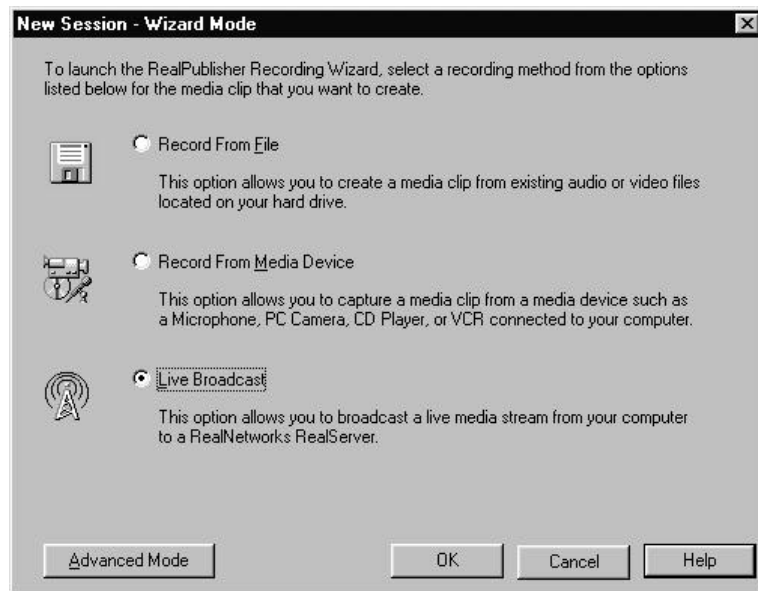 New Session - Wizard Mode
To launch the RealPublisher Recording Wizard, select a recording method from the options
listed below for the media clip that you want to create.
Record From File
This option allows you to create a media clip from existing audio or video files
located on your hard drive.
Record From Media Device
This option allows you to capture a media clip from a media device such as
a Microphone, PC Camera, CD Player, or VCR connected to your computer.
Live Broadcast
This option allows you to broadcast a live media stream from your computer
to a RealNetworks RealServer.
Advanced Mode OK Cancel Help